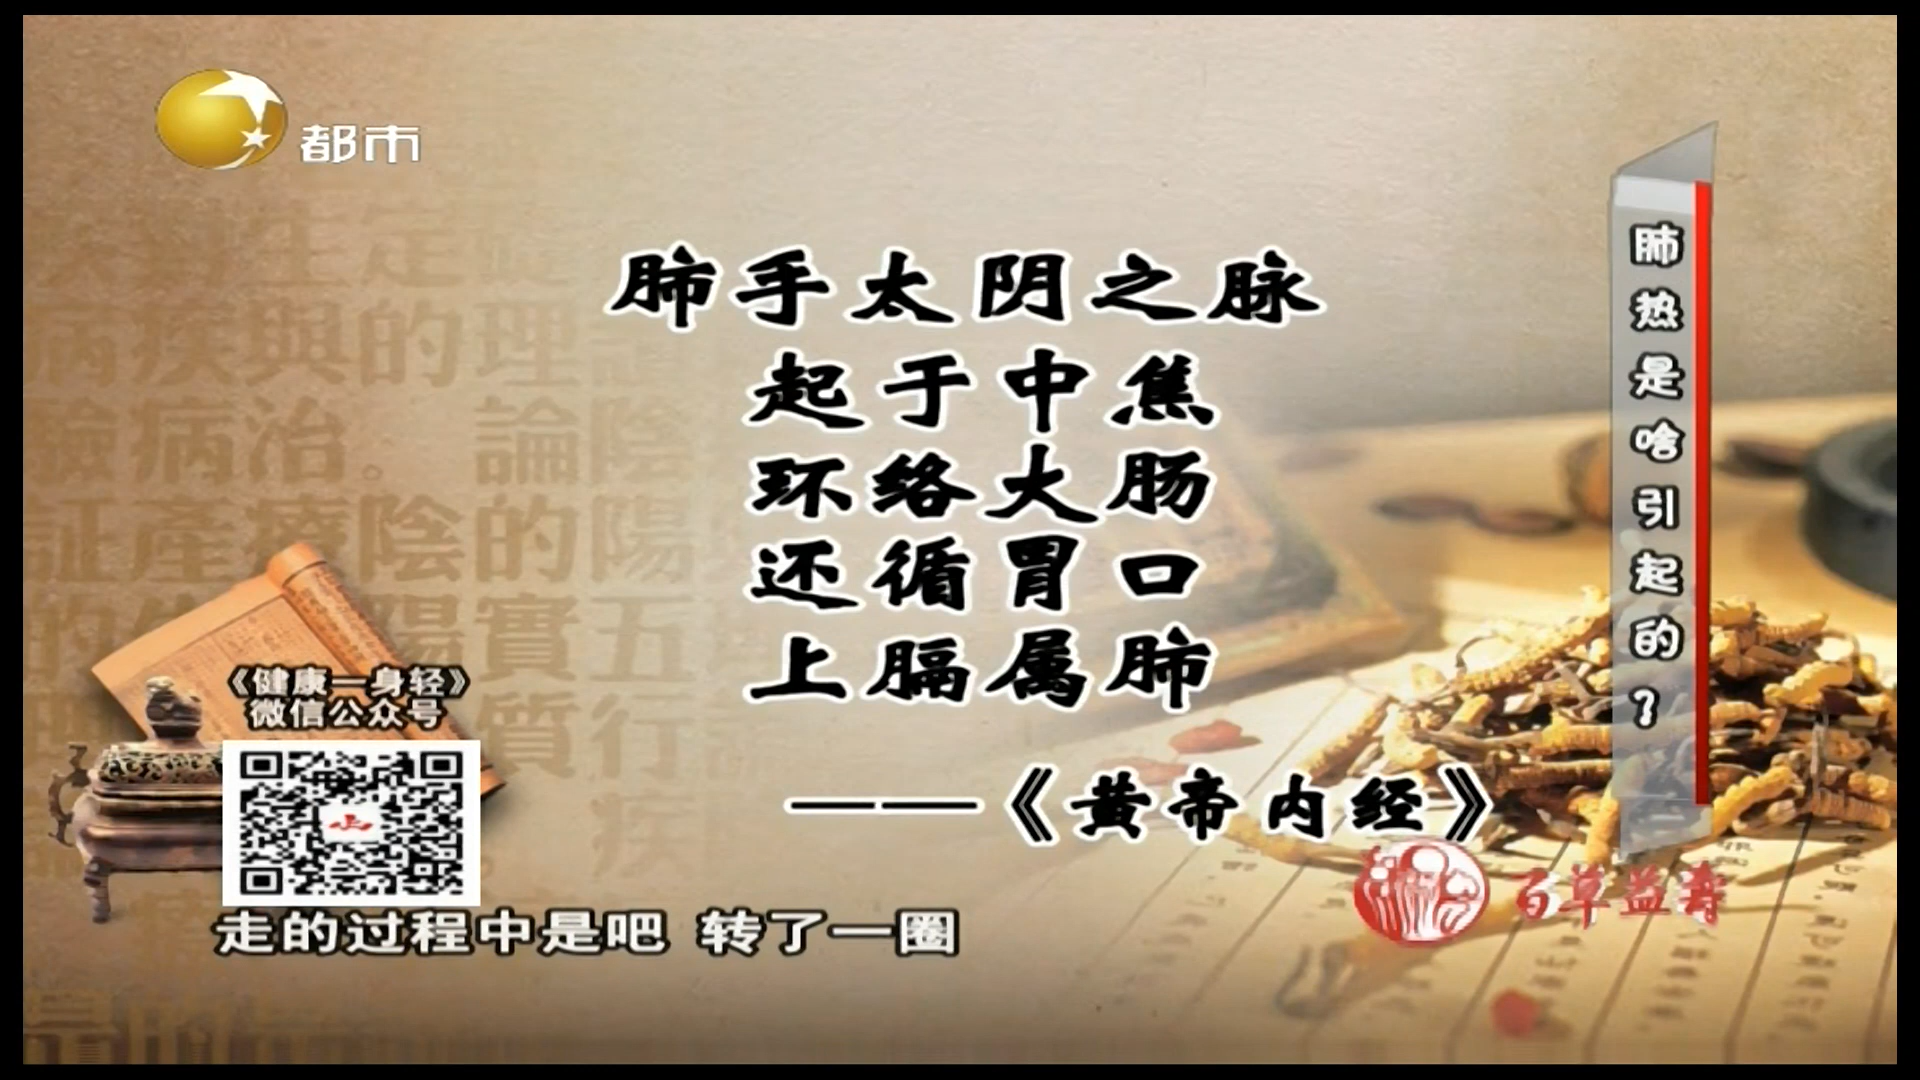 都市
肺手太阴之脉
起于中焦
环络大肠
还循胃口
上膈属肺
——《黄帝内经》
肺热是啥引起的？
《健康一身轻》
微信公众号
百草益寿
走的过程中是吧 转了一圈